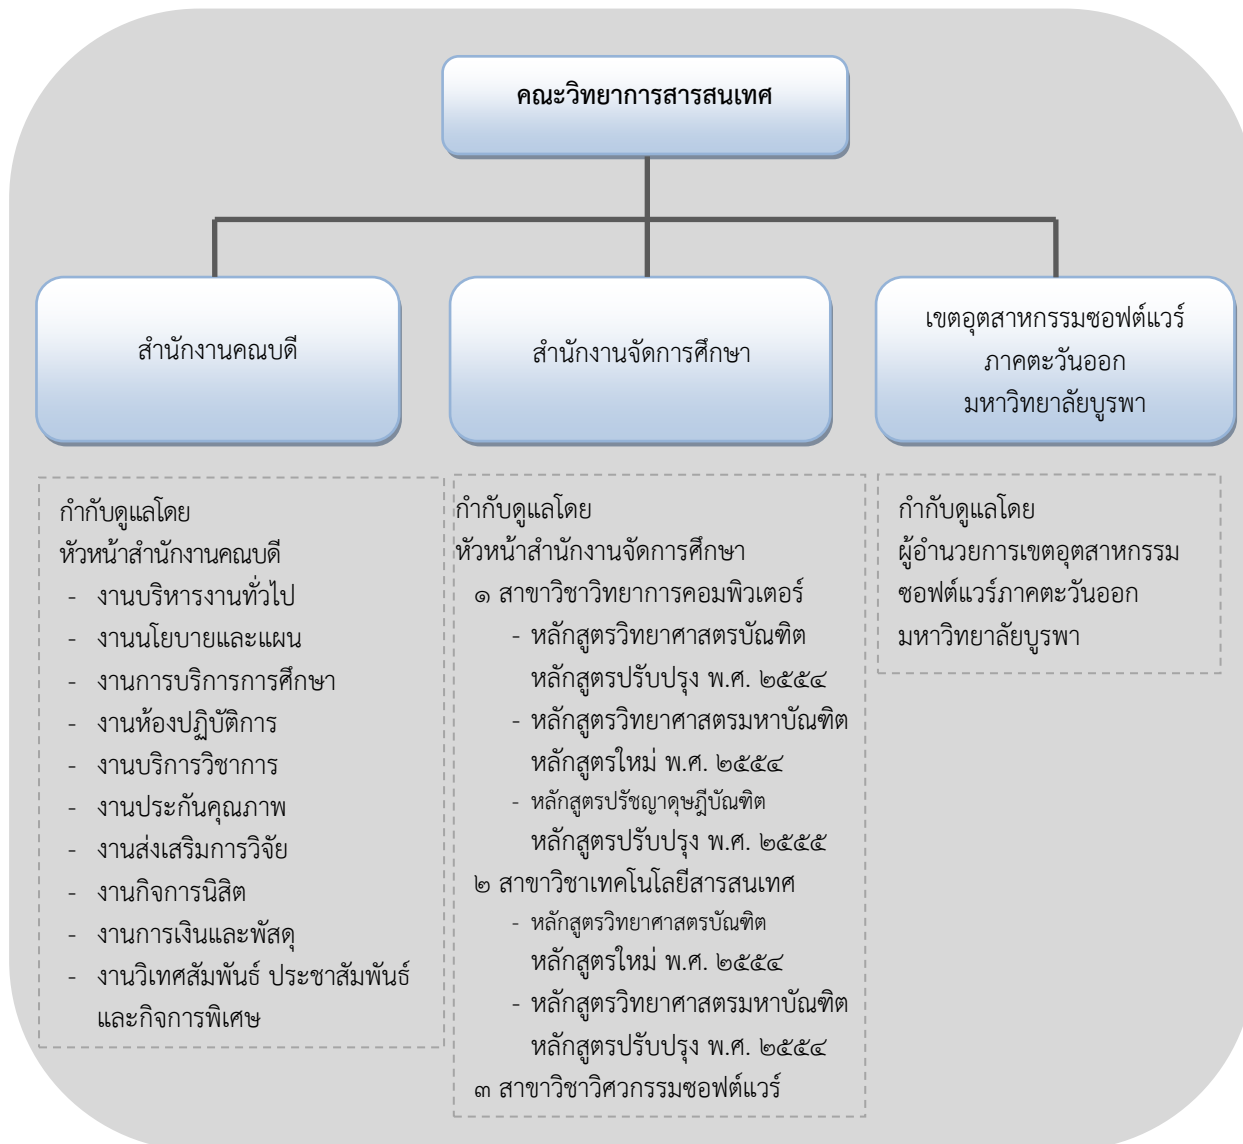 คณะวิทยาการสารสนเทศ
สำนักงานคณบดี
สำนักงานจัดการศึกษา
เขตอุตสาหกรรมซอฟต์แวร์
ภาคตะวันออก
มหาวิทยาลัยบูรพา
กำกับดูแลโดย
หัวหน้าสำนักงานคณบดี
- งานบริหารงานทั่วไป
- งานนโยบายและแผน
- งานการบริการการศึกษา
- งานห้องปฏิบัติการ
- งานบริการวิชาการ
- งานประกันคุณภาพ
- งานส่งเสริมการวิจัย
- งานกิจการนิสิต
- งานการเงินและพัสดุ
- งานวิเทศสัมพันธ์ ประชาสัมพันธ์
และกิจการพิเศษ
กำกับดูแลโดย
หัวหน้าสำนักงานจัดการศึกษา
๑ สาขาวิชาวิทยาการคอมพิวเตอร์
- หลักสูตรวิทยาศาสตรบัณฑิต
หลักสูตรปรับปรุง พ.ศ. ๒๕๕๔
- หลักสูตรวิทยาศาสตรมหาบัณฑิต
หลักสูตรใหม่ พ.ศ. ๒๕๕๔
- หลักสูตรปรัชญาดุษฎีบัณฑิต
หลักสูตรปรับปรุง พ.ศ. ๒๕๕๕
๒ สาขาวิชาเทคโนโลยีสารสนเทศ
- หลักสูตรวิทยาศาสตรบัณฑิต
หลักสูตรใหม่ พ.ศ. ๒๕๕๔
- หลักสูตรวิทยาศาสตรมหาบัณฑิต
หลักสูตรปรับปรุง พ.ศ. ๒๕๕๔
๓ สาขาวิชาวิศวกรรมซอฟต์แวร์
กำกับดูแลโดย
ผู้อำนวยการเขตอุตสาหกรรม
ซอฟต์แวร์ภาคตะวันออก
มหาวิทยาลัยบูรพา